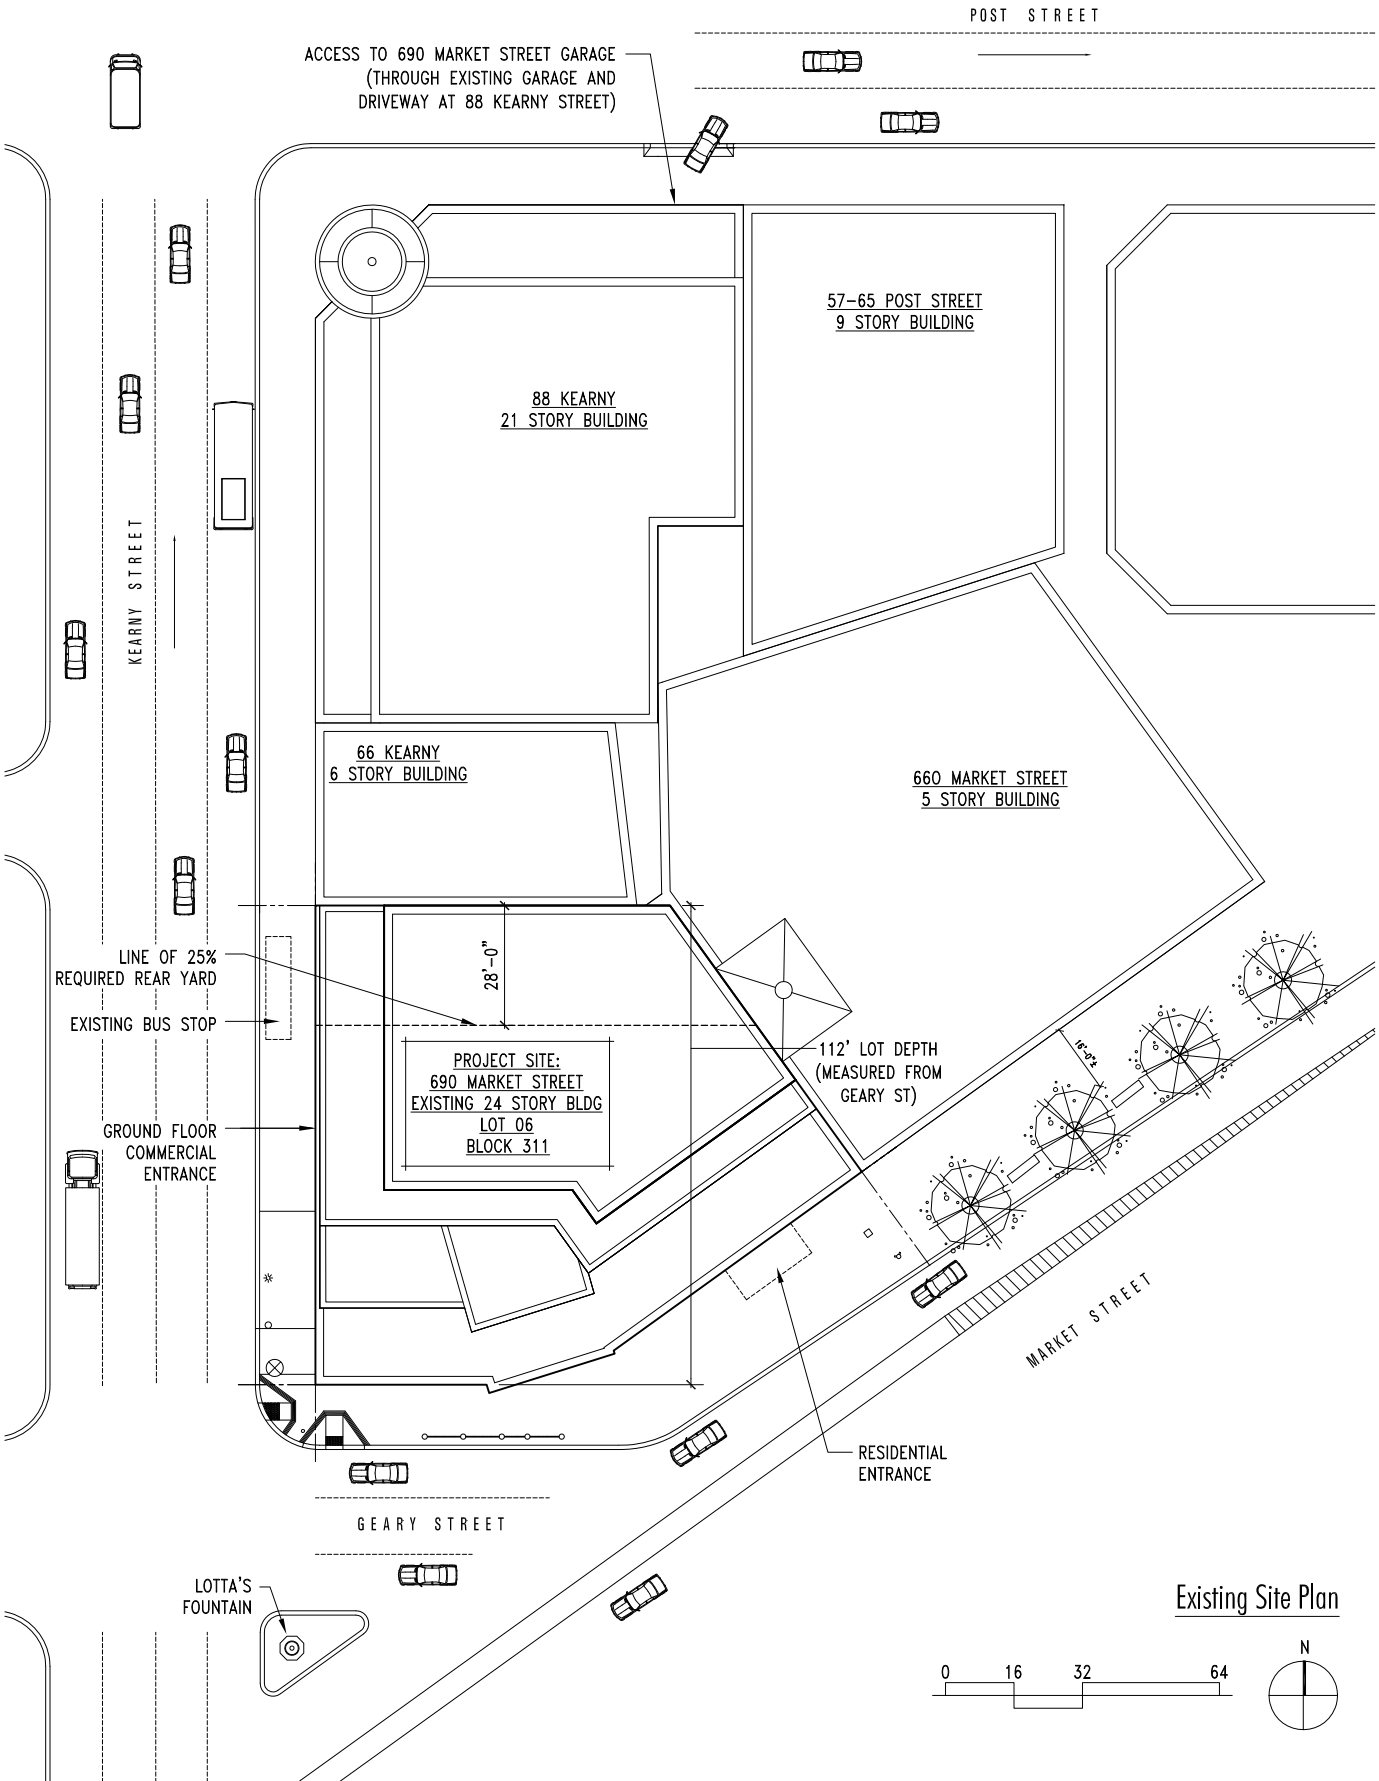 POST STREET
ACCESS TO 690 MARKET STREET GARAGE
(THROUGH EXISTING GARAGE AND
DRIVEWAY AT 88 KEARNY STREET)
57-65 POST STREET
9 STORY BUILDING
88 KEARNY
21 STORY BUILDING
KEARNY STREET
66 KEARNY
6 STORY BUILDING
660 MARKET STREET
5 STORY BUILDING
LINE OF 25%
REQUIRED REAR YARD
28'-0"
EXISTING BUS STOP
PROJECT SITE:
690 MARKET STREET
EXISTING 24 STORY BLDG
LOT 06
BLOCK 311
112' LOT DEPTH
(MEASURED FROM
GEARY ST)
16'-0"±
GROUND FLOOR
COMMERCIAL
ENTRANCE
MARKET STREET
RESIDENTIAL
ENTRANCE
GEARY STREET
LOTTA'S
FOUNTAIN
Existing Site Plan
0 16 32 64
N